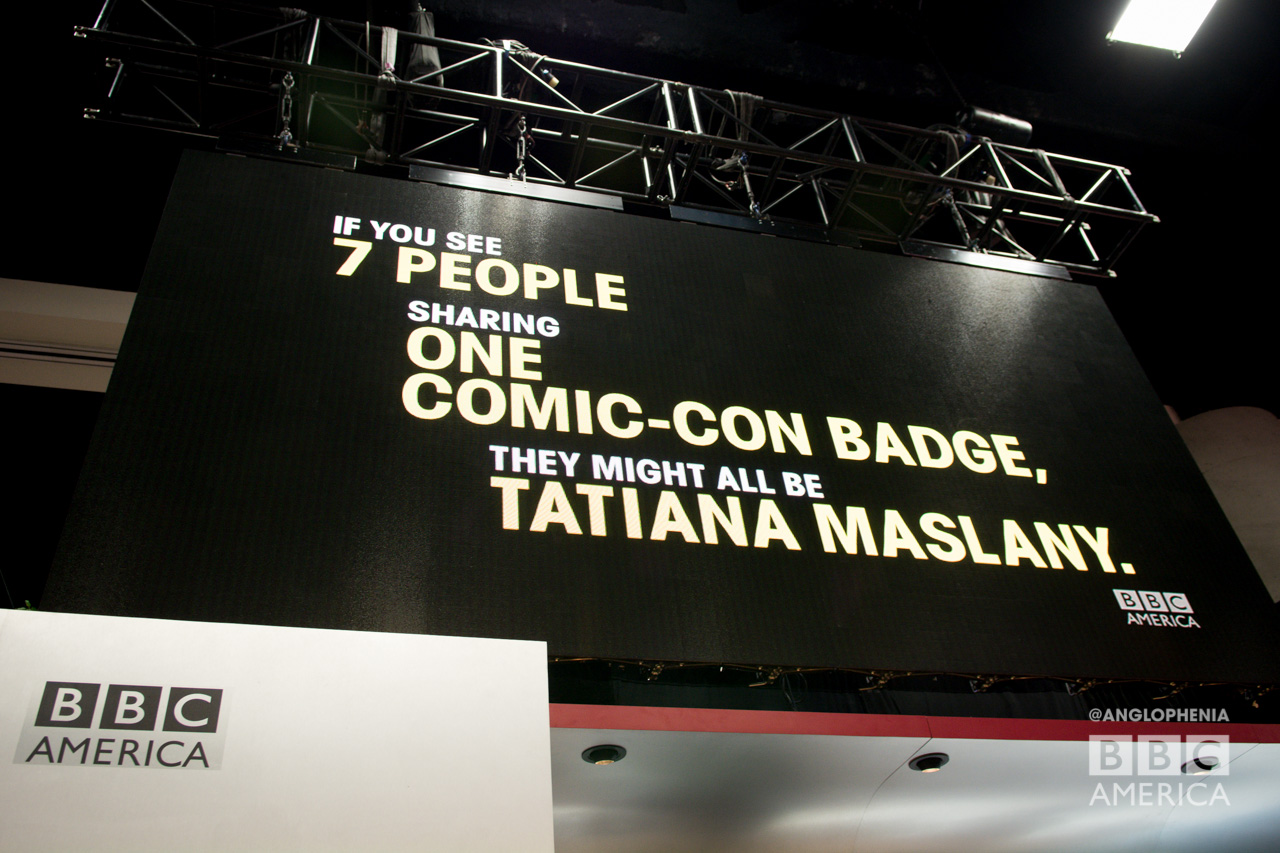 IF YOU SEE
7 PEOPLE
SHARING
ONE
COMIC-CON BADGE,
THEY MIGHT ALL BE
TATIANA MASLANY.
BBC
AMERICA
BBC
AMERICA
@ANGLOPHENIA
BBC
AMERICA